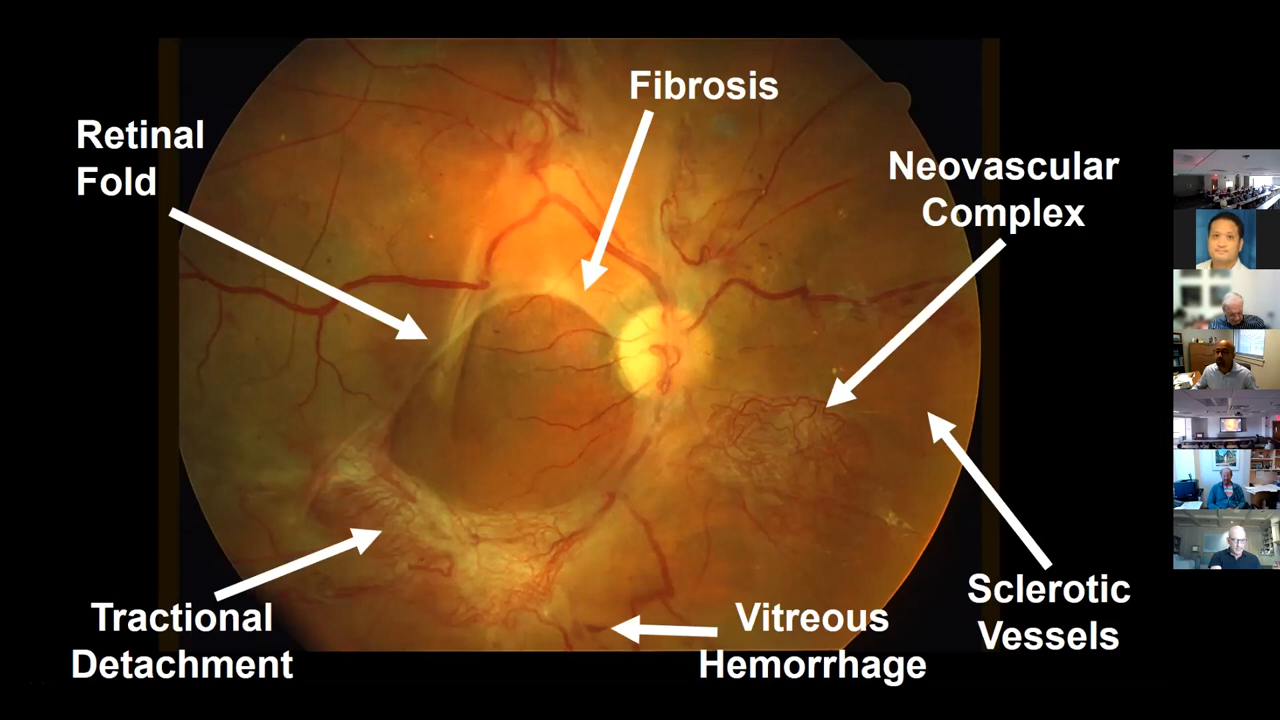 Fibrosis
Retinal
Fold
Neovascular
Complex
Tractional
Detachment
Vitreous
Hemorrhage
Sclerotic
Vessels